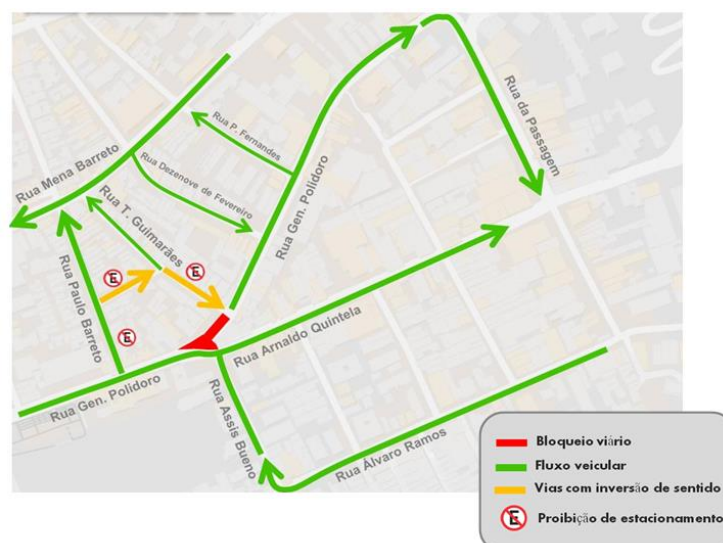 Rua Mena Barreto
Rua P. Fernandes
Rua Dezenove de Fevereiro
Rua T. Guimarães
Rua Gen. Polidoro
Rua da Passagem
Rua Paulo Barreto
E
E
E
Rua Arnaldo Quintela
Rua Gen. Polidoro
Rua Assis Bueno
Rua Álvaro Ramos
Bloqueio viário
Fluxo veicular
Vias com inversão de sentido
E Proibição de estacionamento